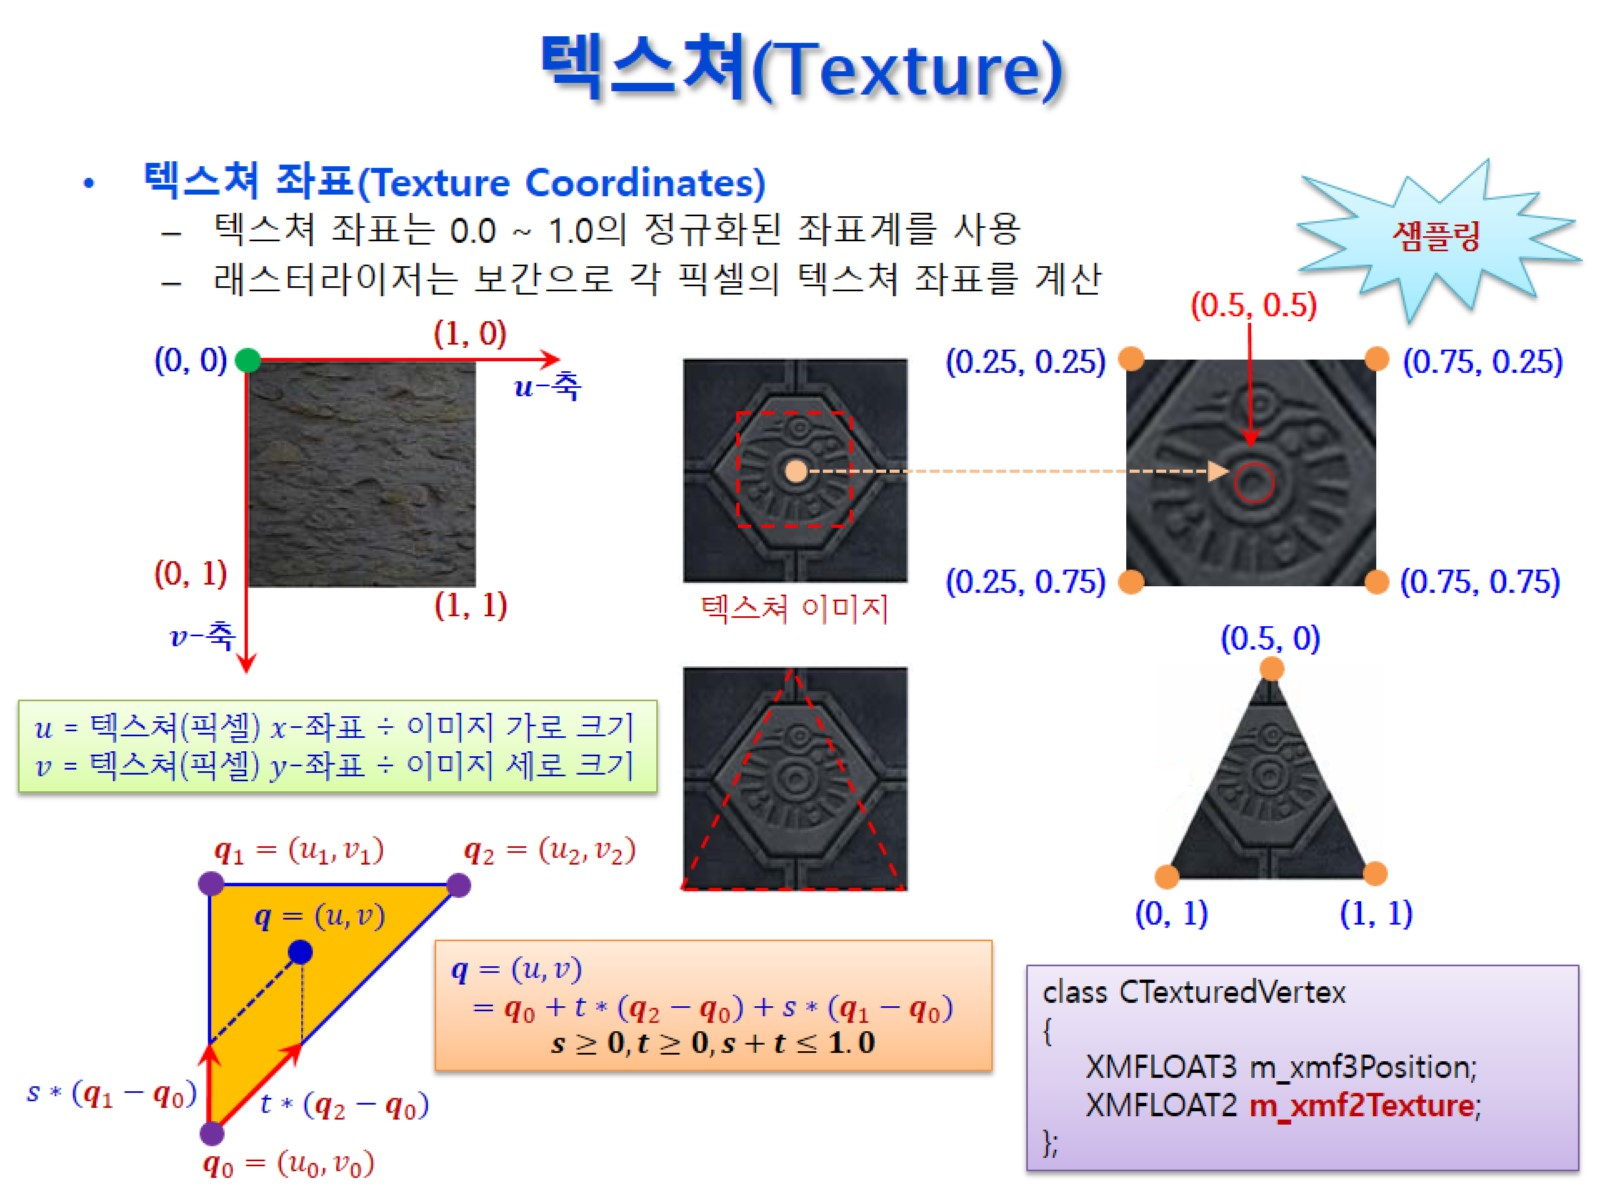 텍스쳐(Texture)
• 텍스쳐 좌표(Texture Coordinates)
– 텍스쳐 좌표는 0.0 ~ 1.0의 정규화된 좌표계를 사용
– 래스터라이저는 보간으로 각 픽셀의 텍스쳐 좌표를 계산
샘플링
(0, 0)
(1, 0)
u-축
(0, 1)
(1, 1)
v-축
텍스쳐 이미지
(0.5, 0.5)
(0.25, 0.25)
(0.75, 0.25)
(0.25, 0.75)
(0.75, 0.75)
(0.5, 0)
(0, 1)
(1, 1)
u = 텍스쳐(픽셀) x-좌표 ÷ 이미지 가로 크기
v = 텍스쳐(픽셀) y-좌표 ÷ 이미지 세로 크기
q₁ = (u₁, v₁)
q₂ = (u₂, v₂)
q = (u, v)
s ∗ (q₁ − q₀)
t ∗ (q₂ − q₀)
q₀ = (u₀, v₀)
q = (u, v)
= q₀ + t ∗ (q₂ − q₀) + s ∗ (q₁ − q₀)
s ≥ 0, t ≥ 0, s + t ≤ 1.0
class CTexturedVertex
{
XMFLOAT3 m_xmf3Position;
XMFLOAT2 m_xmf2Texture;
};